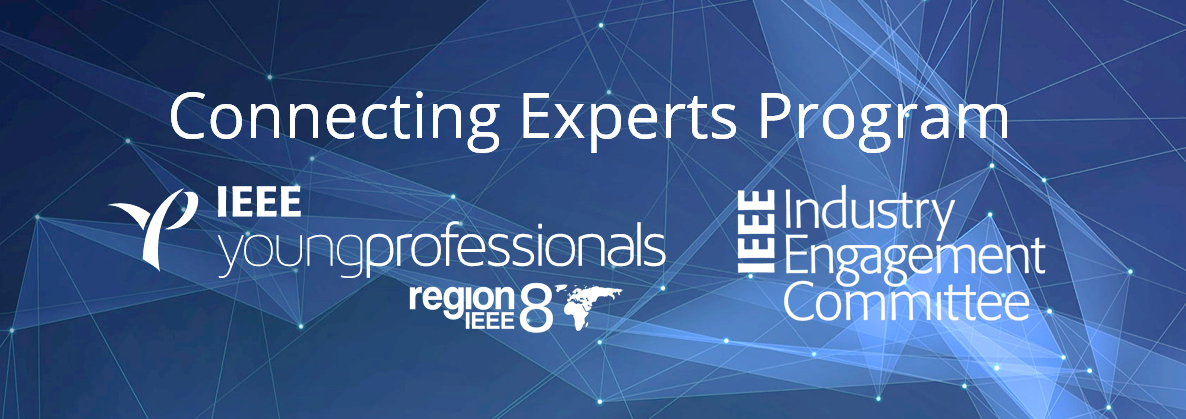 Connecting Experts Program
IEEE
youngprofessionals
region 8
IEEE
IEEE
Industry
Engagement
Committee